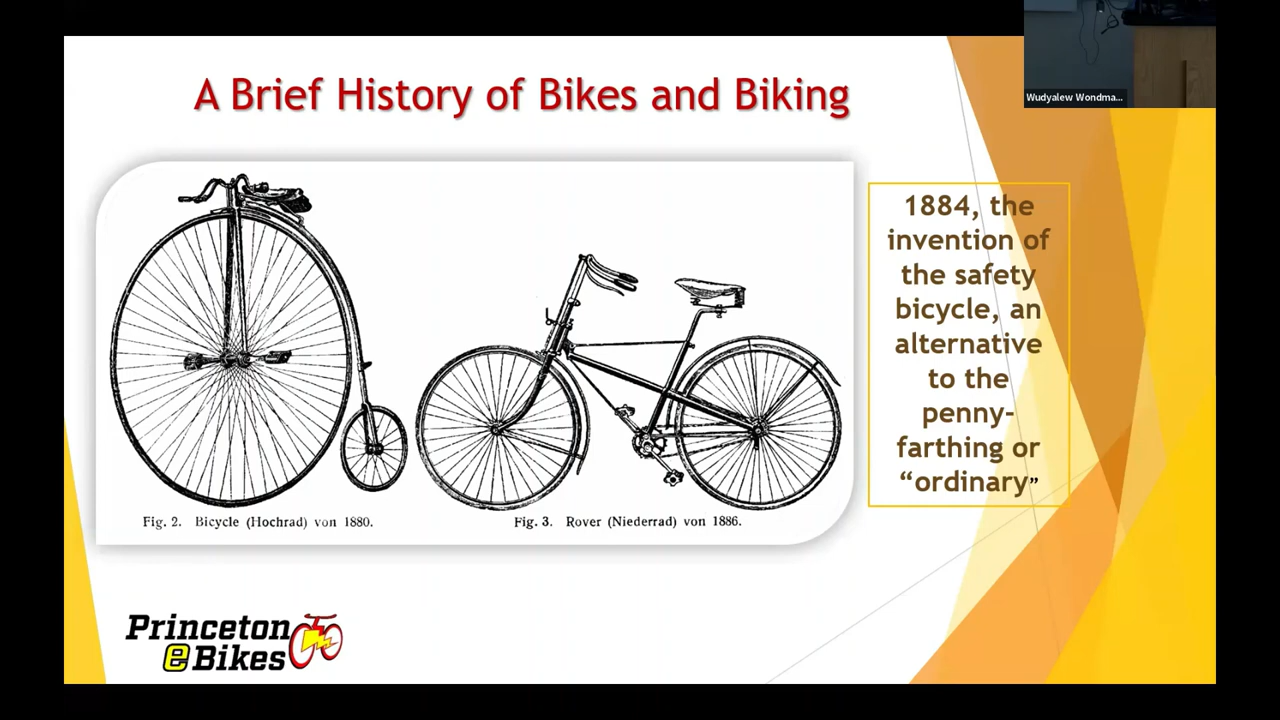 Wudyalew Wondma...
A Brief History of Bikes and Biking
1884, the
invention of
the safety
bicycle, an
alternative
to the
penny-
farthing or
“ordinary”
Fig. 2. Bicycle (Hochrad) von 1880.
Fig. 3. Rover (Niederrad) von 1886.
Princeton
eBikes